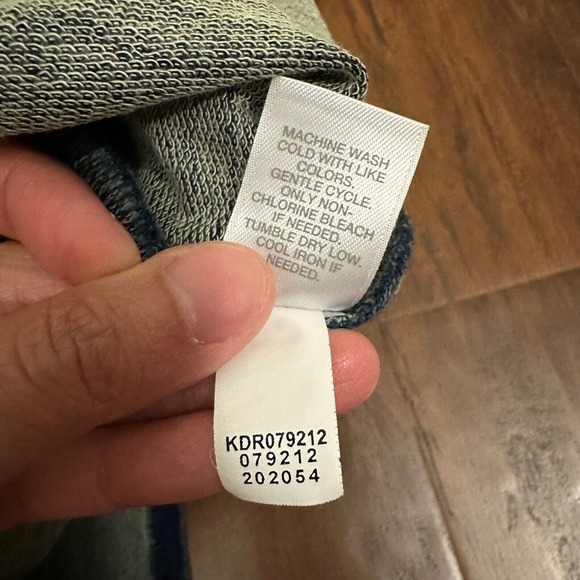 MACHINE WASH
COLD WITH LIKE
COLORS.
GENTLE CYCLE.
ONLY NON-
CHLORINE BLEACH
IF NEEDED.
TUMBLE DRY LOW.
COOL IRON IF
NEEDED.
KDR079212
079212
202054